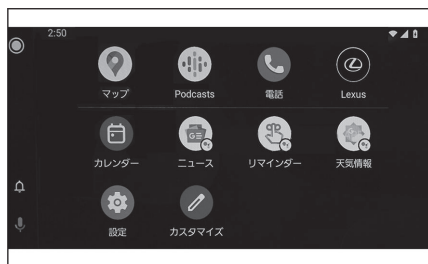 2:50
マップ Podcasts 電話 Lexus
カレンダー ニュース リマインダー 天気情報
設定 カスタマイズ